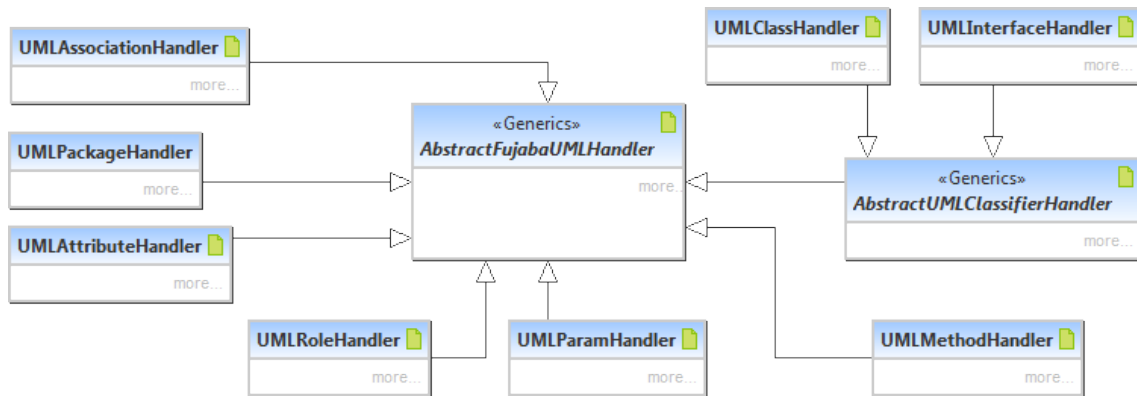 UMLAssociationHandler
more...
UMLClassHandler
more...
UMLInterfaceHandler
more...
«Generics»
AbstractFujabaUMLHandler
more...
UMLPackageHandler
more...
«Generics»
AbstractUMLClassifierHandler
more...
UMLAttributeHandler
more...
UMLRoleHandler
more...
UMLParamHandler
more...
UMLMethodHandler
more...